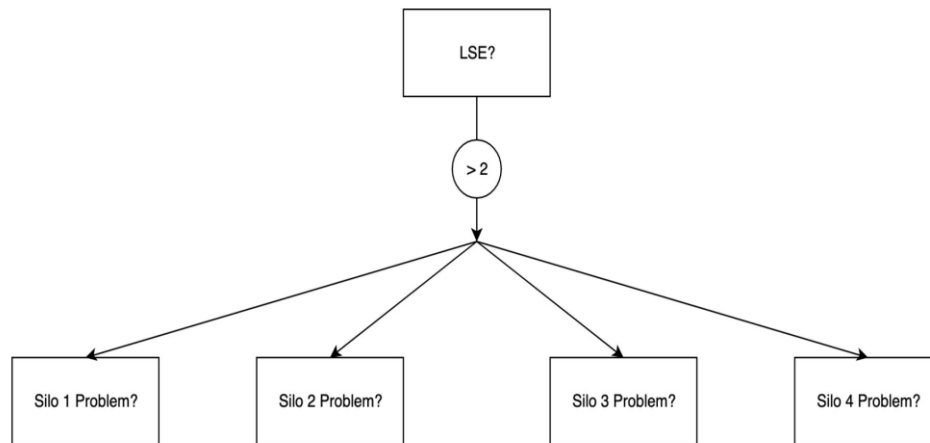 LSE?
> 2
Silo 1 Problem?
Silo 2 Problem?
Silo 3 Problem?
Silo 4 Problem?